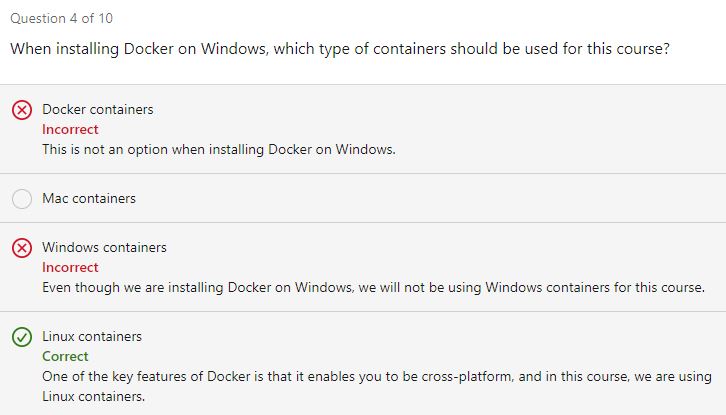 Question 4 of 10
When installing Docker on Windows, which type of containers should be used for this course?
Docker containers
Incorrect
This is not an option when installing Docker on Windows.
Mac containers
Windows containers
Incorrect
Even though we are installing Docker on Windows, we will not be using Windows containers for this course.
Linux containers
Correct
One of the key features of Docker is that it enables you to be cross-platform, and in this course, we are using
Linux containers.